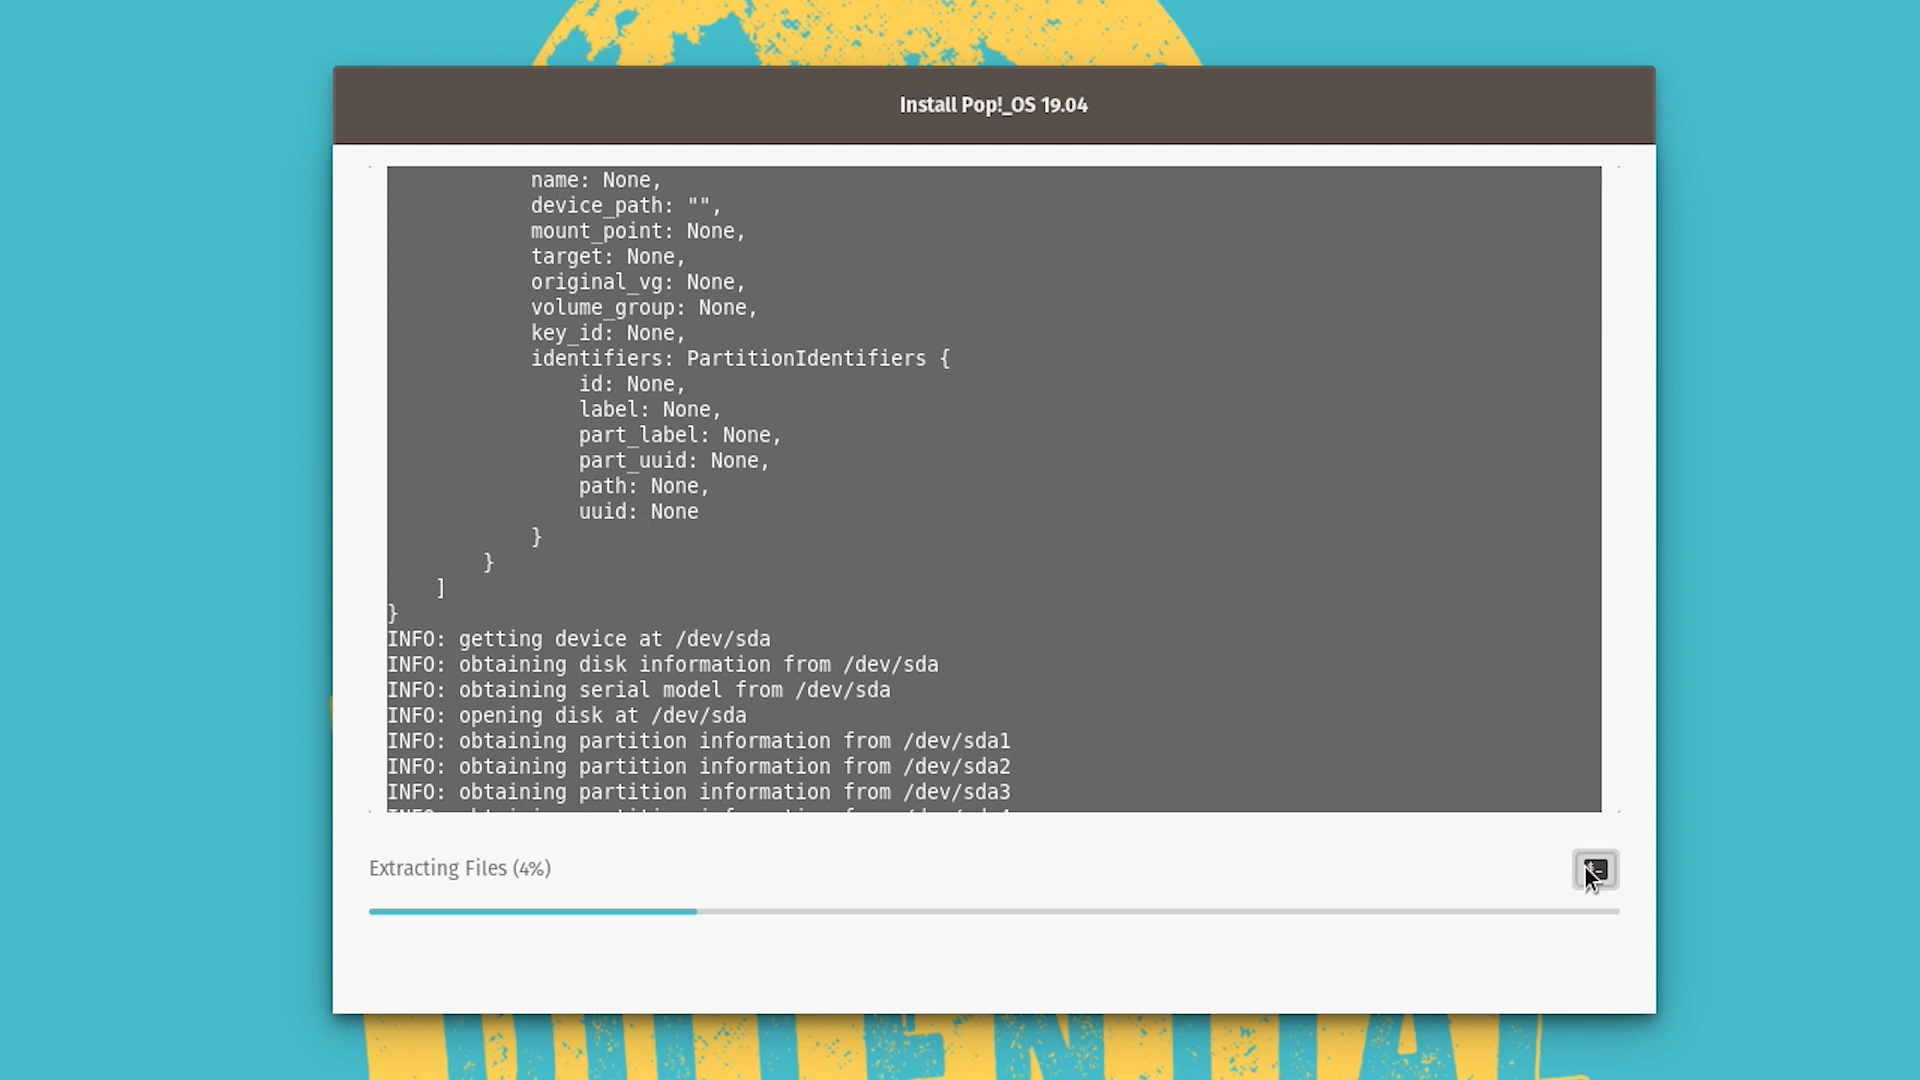 Install Pop!_OS 19.04
name: None,
device_path: "",
mount_point: None,
target: None,
original_vg: None,
volume_group: None,
key_id: None,
identifiers: PartitionIdentifiers {
id: None,
label: None,
part_label: None,
part_uuid: None,
path: None,
uuid: None
}
}
]
}
INFO: getting device at /dev/sda
INFO: obtaining disk information from /dev/sda
INFO: obtaining serial model from /dev/sda
INFO: opening disk at /dev/sda
INFO: obtaining partition information from /dev/sda1
INFO: obtaining partition information from /dev/sda2
INFO: obtaining partition information from /dev/sda3
Extracting Files (4%)